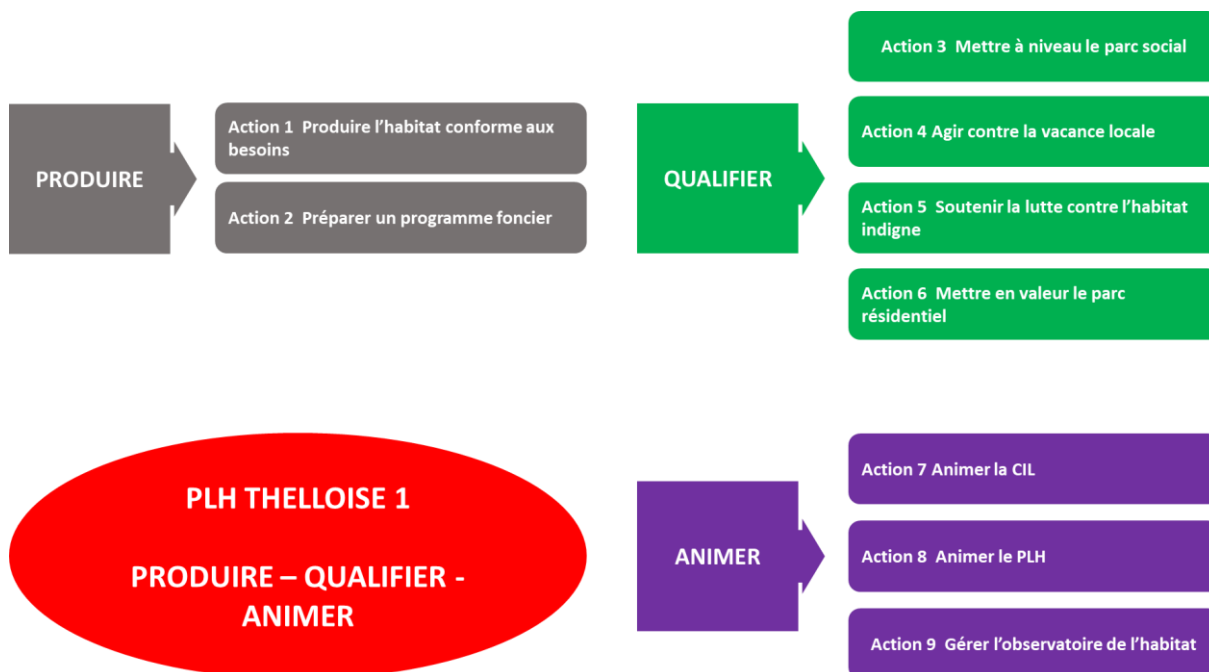 PRODUIRE
Action 1  Produire l'habitat conforme aux
besoins
Action 2  Préparer un programme foncier
QUALIFIER
Action 3  Mettre à niveau le parc social
Action 4 Agir contre la vacance locale
Action 5  Soutenir la lutte contre l'habitat
indigne
Action 6  Mettre en valeur le parc
résidentiel
PLH THELLOISE 1
PRODUIRE – QUALIFIER -
ANIMER
ANIMER
Action 7 Animer la CIL
Action 8  Animer le PLH
Action 9  Gérer l'observatoire de l'habitat